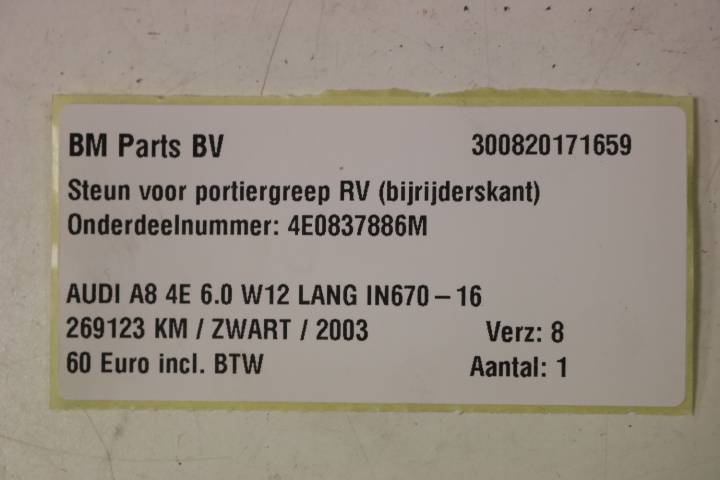 BM Parts BV 300820171659
Steun voor portiergreep RV (bijrijderskant)
Onderdeelnummer: 4E0837886M
AUDI A8 4E 6.0 W12 LANG IN670-16
269123 KM / ZWART / 2003 Verz: 8
60 Euro incl. BTW Aantal: 1